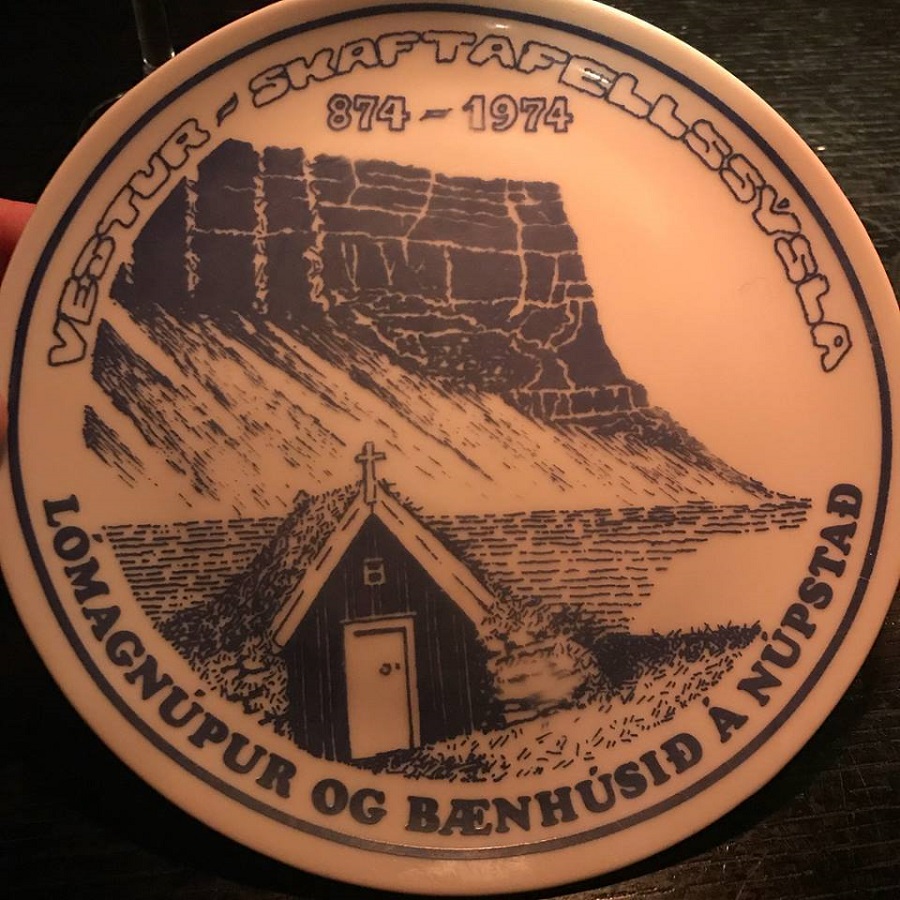 VESTUR - SKAFTAFELLSSÝSLA
874 - 1974
LÓMAGNÚPUR OG BÆNHÚSIÐ Á NÚPSTAÐ